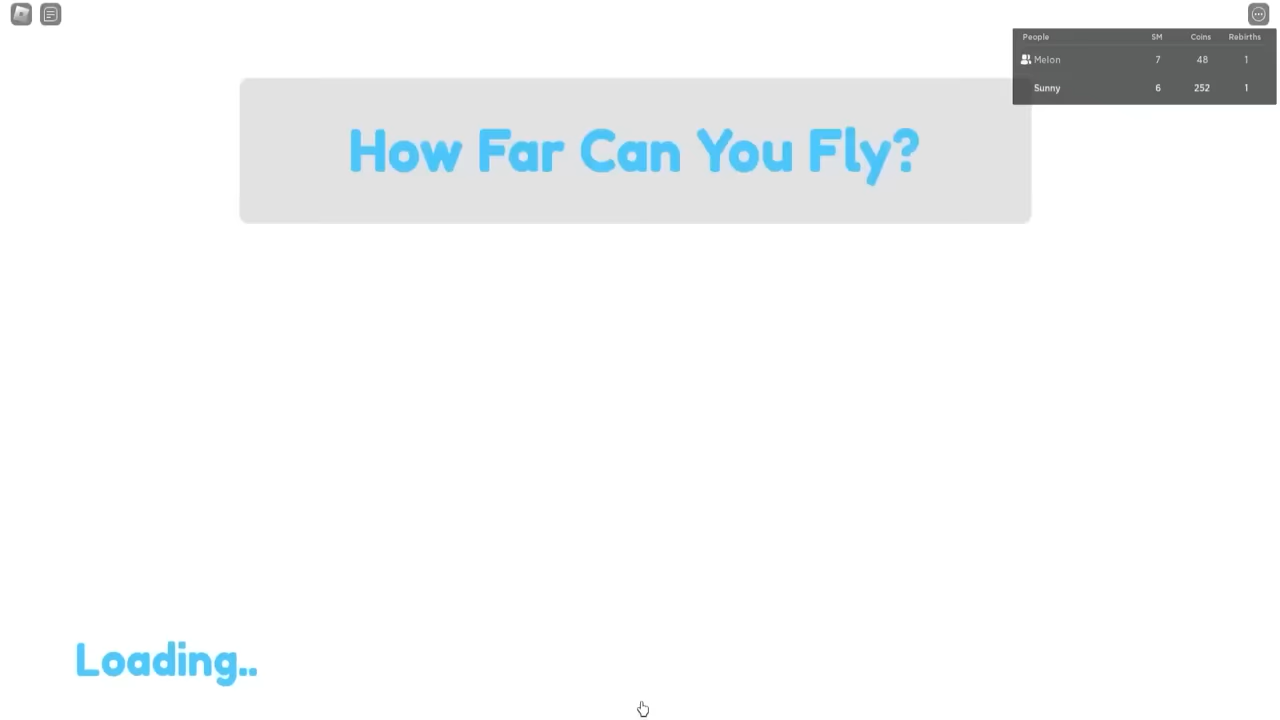 People SM Coins Rebirths
Melon 7 48 1
Sunny 6 252 1
How Far Can You Fly?
Loading..